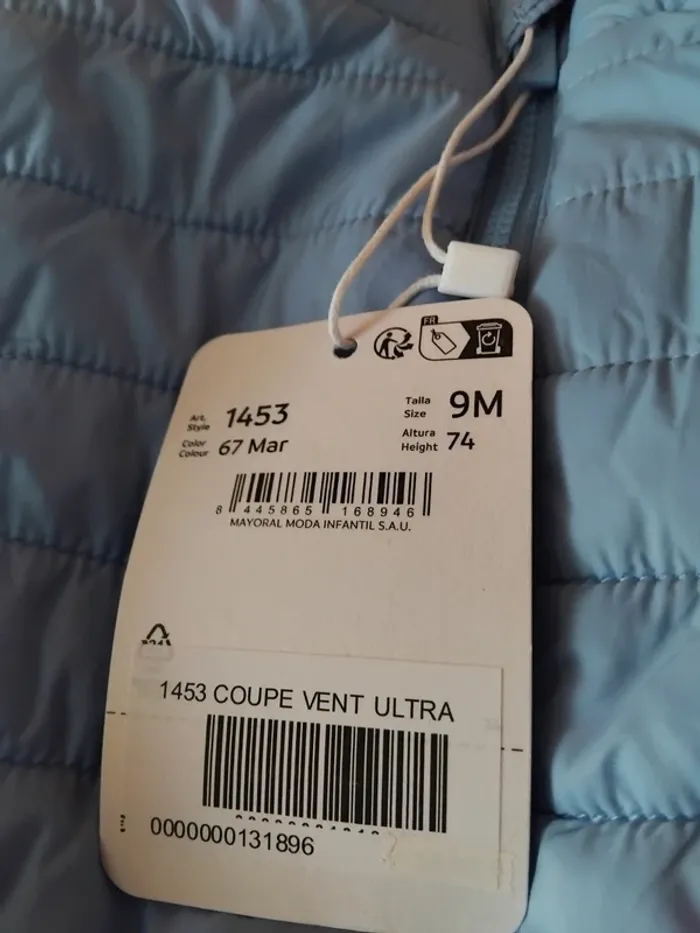 FR
Art. Style 1453
Talla Size 9M
Color Colour 67 Mar
Altura Height 74
8 445865 168946
MAYORAL MODA INFANTIL S.A.U.
1453 COUPE VENT ULTRA
0000000131896